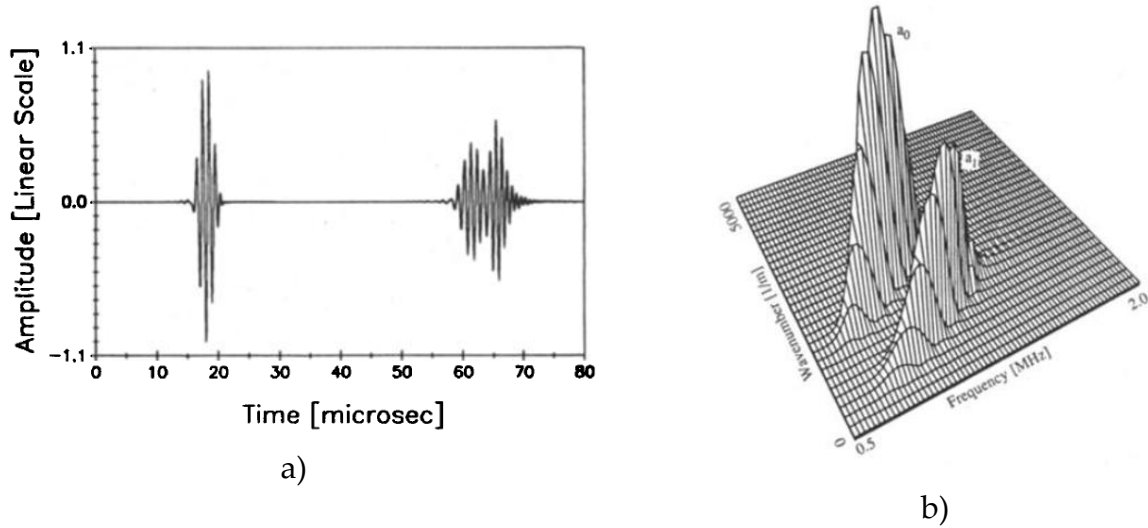 Amplitude [Linear Scale]
1.1
0.0
-1.1
0 10 20 30 40 50 60 70 80
Time [microsec]
a)
a0
a1
5000
Wavenumber [1/m]
0
0.5
Frequency [MHz]
2.0
b)